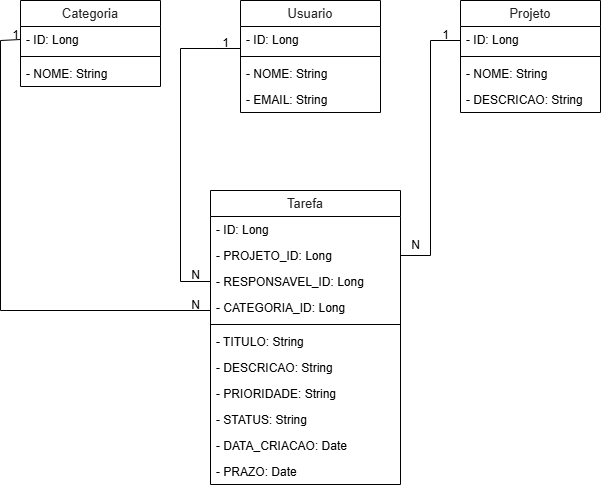 Categoria
1
- ID: Long
- NOME: String
Usuario
1
- ID: Long
- NOME: String
- EMAIL: String
Projeto
1
- ID: Long
- NOME: String
- DESCRICAO: String
Tarefa
- ID: Long
- PROJETO_ID: Long
N
- RESPONSAVEL_ID: Long
N
- CATEGORIA_ID: Long
N
- TITULO: String
- DESCRICAO: String
- PRIORIDADE: String
- STATUS: String
- DATA_CRIACAO: Date
- PRAZO: Date